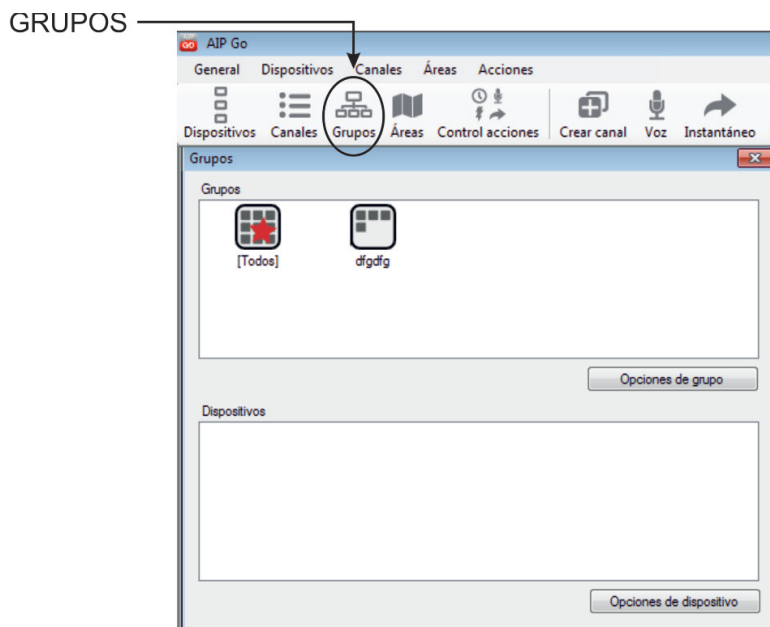 GRUPOS
GO AIP Go
General Dispositivos Canales Áreas Acciones
Dispositivos Canales Grupos Áreas Control acciones Crear canal Voz Instantáneo
Grupos
Grupos
[Todos] dfgdfg
Opciones de grupo
Dispositivos
Opciones de dispositivo